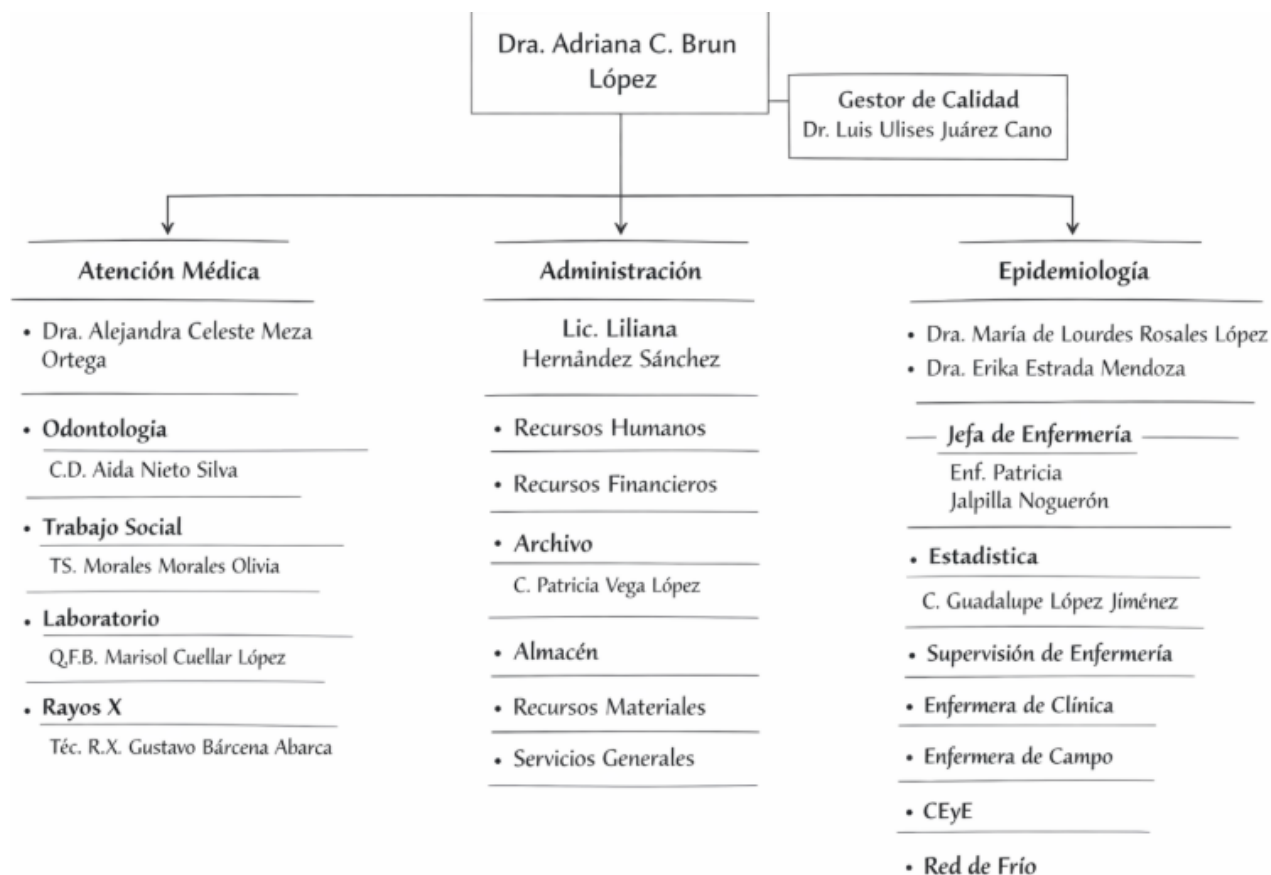 Dra. Adriana C. Brun
López
Gestor de Calidad
Dr. Luis Ulises Juárez Cano
Atención Médica
• Dra. Alejandra Celeste Meza
Ortega
• Odontología
C.D. Aida Nieto Silva
• Trabajo Social
TS. Morales Morales Olivia
• Laboratorio
Q.F.B. Marisol Cuellar López
• Rayos X
Téc. R.X. Gustavo Bárcena Abarca
Administración
Lic. Liliana
Hernåndez Sánchez
• Recursos Humanos
• Recursos Financieros
• Archivo
C. Patricia Vega López
• Almacén
• Recursos Materiales
• Servicios Generales
Epidemiología
• Dra. María de Lourdes Rosales López
• Dra. Erika Estrada Mendoza
Jefa de Enfermería
Enf. Patricia
Jalpilla Noguerón
• Estadistica
C. Guadalupe López Jíménez
• Supervisión de Enfermería
• Enfermera de Clínica
• Enfermera de Campo
• CEyE
• Red de Frío